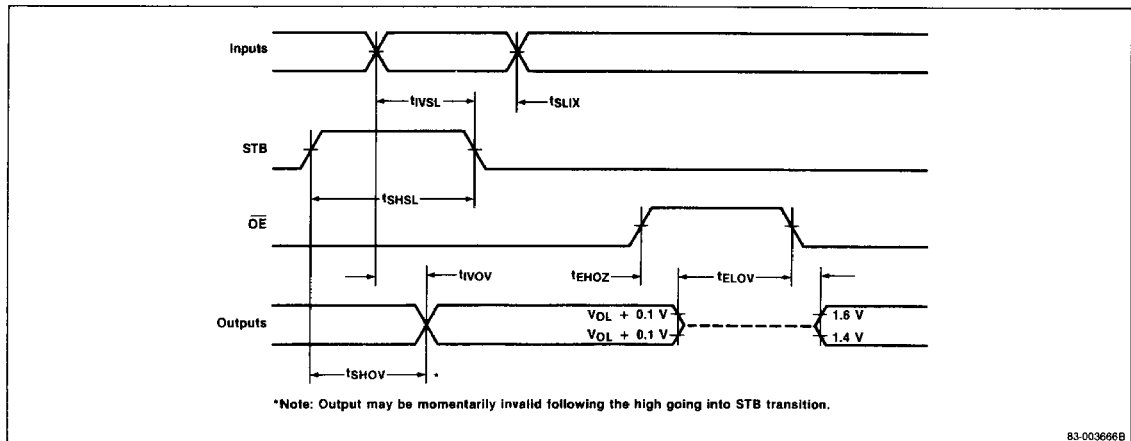 Inputs
tIVSL
tSLIX
STB
tSHSL
OE
tIVOV
tEHOZ
tELOV
Outputs
VOL + 0.1 V
1.6 V
VOL + 0.1 V
1.4 V
tSHOV
*
*Note: Output may be momentarily invalid following the high going into STB transition.
83-003666B